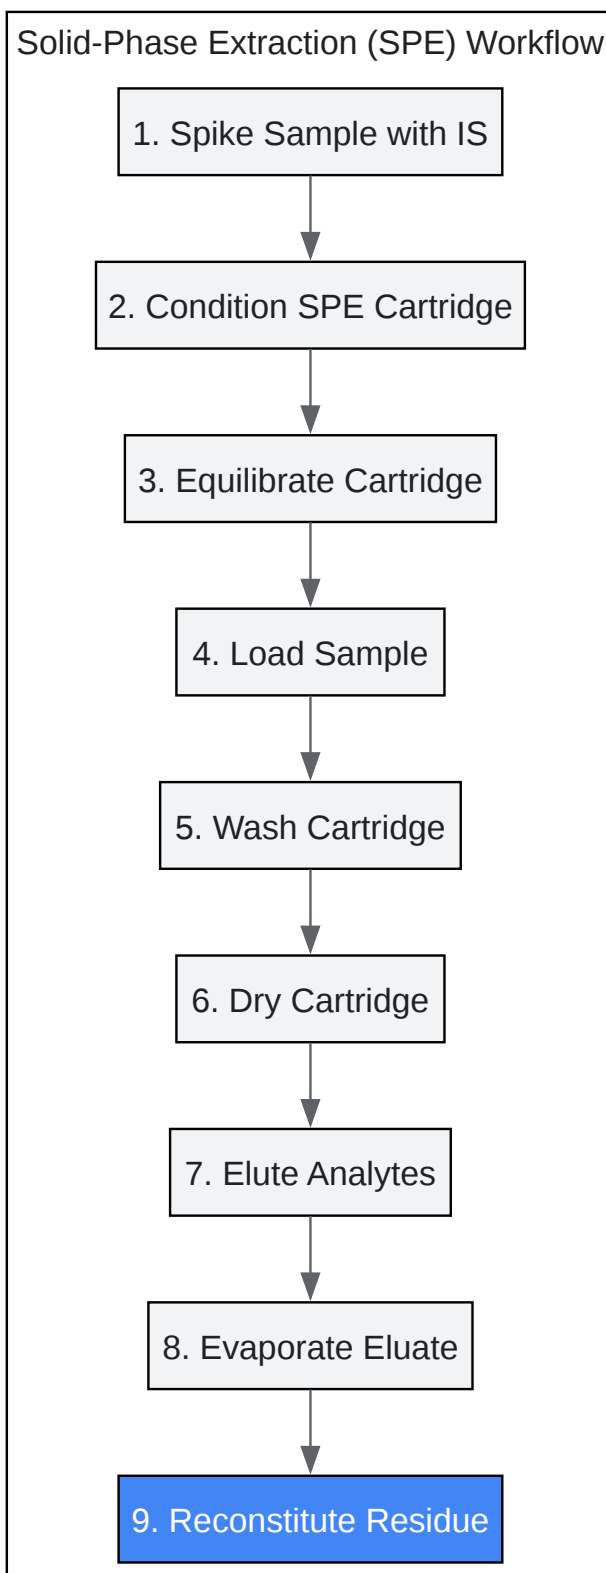 Solid-Phase Extraction (SPE) Workflow
1. Spike Sample with IS
2. Condition SPE Cartridge
3. Equilibrate Cartridge
4. Load Sample
5. Wash Cartridge
6. Dry Cartridge
7. Elute Analytes
8. Evaporate Eluate
9. Reconstitute Residue